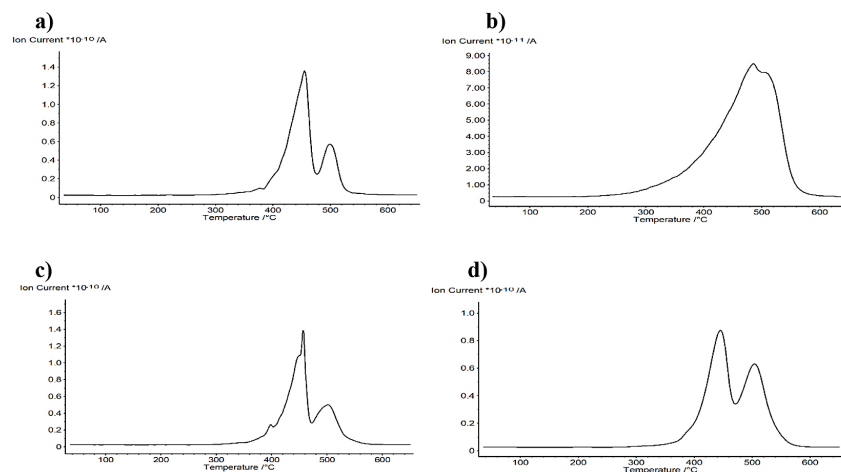 a)
Ion Current *10-10 /A
1.4
1.2
1.0
0.8
0.6
0.4
0.2
0
100 200 300 400 500 600
Temperature /°C
b)
Ion Current *10-11 /A
9.00
8.00
7.00
6.00
5.00
4.00
3.00
2.00
1.00
100 200 300 400 500 600
Temperature /°C
c)
Ion Current *10-10 /A
1.6
1.4
1.2
1.0
0.8
0.6
0.4
0.2
0
100 200 300 400 500 600
Temperature /°C
d)
Ion Current *10-10 /A
1.0
0.8
0.6
0.4
0.2
0
100 200 300 400 500 600
Temperature /°C